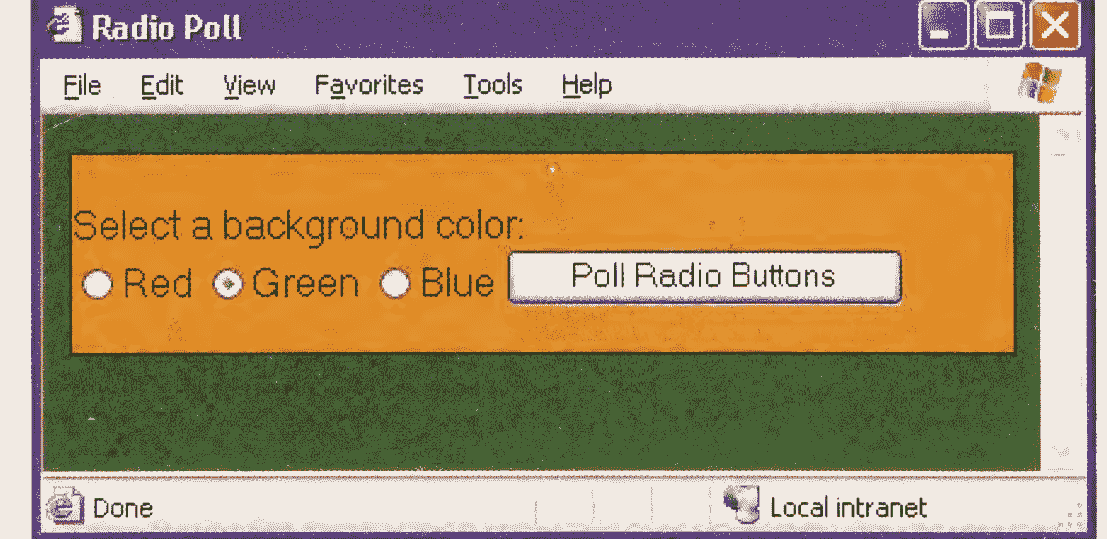 Radio Poll
File Edit View Favorites Tools Help
Select a background color:
Red Green Blue Poll Radio Buttons
Done Local intranet